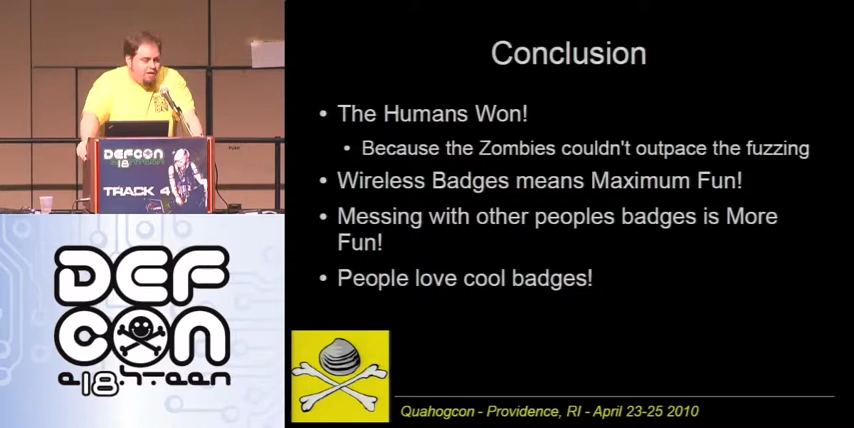 Conclusion
• The Humans Won!
• Because the Zombies couldn't outpace the fuzzing
• Wireless Badges means Maximum Fun!
• Messing with other peoples badges is More
Fun!
• People love cool badges!
Quahogcon - Providence, RI - April 23-25 2010
DEFCON
18
TRACK 4
DEF
CON
e18hteen